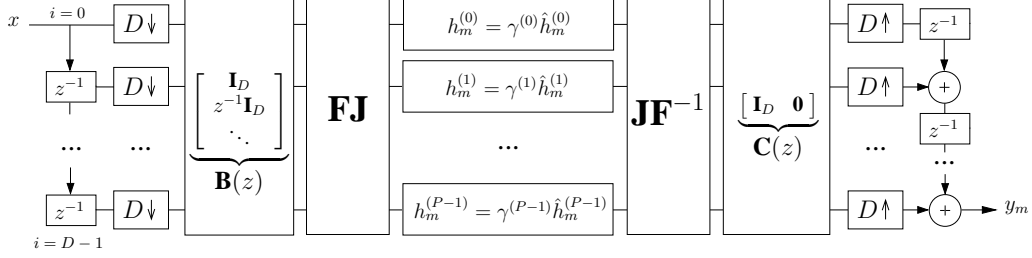 x i=0 D↓ h_m^{(0)} = γ^{(0)} ĥ_m^{(0)} D↑ z^{-1}
z^{-1} D↓ [ I_D z^{-1}I_D ⋱ ] B(z) FJ h_m^{(1)} = γ^{(1)} ĥ_m^{(1)} JF^{-1} [ I_D 0 ] C(z) D↑ +
z^{-1}
... ... ... ... ...
z^{-1} D↓ h_m^{(P-1)} = γ^{(P-1)} ĥ_m^{(P-1)} D↑ + y_m
i=D-1